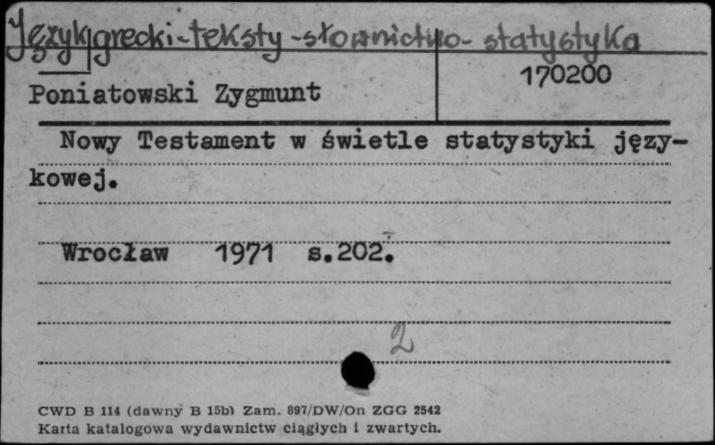 Język grecki-teksty-słownictwo-statystyka
170200
Poniatowski Zygmunt
Nowy Testament w świetle statystyki języ-
kowej.
Wrocław 1971 s.202.
2
CWD B 114 (dawny B 15b) Zam. 897/DW/On ZGG 2542
Karta katalogowa wydawnictw ciągłych i zwartych.